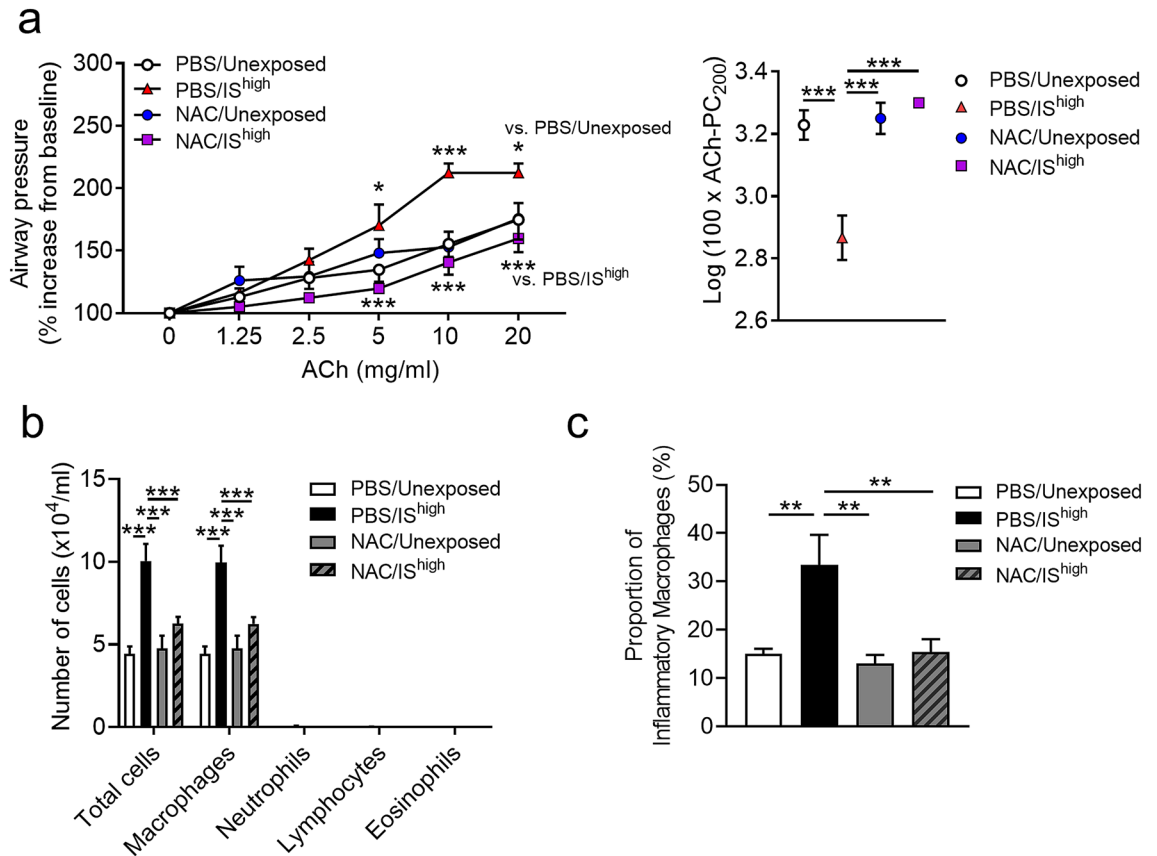 a
300
250
200
150
100
Airway pressure
(% increase from baseline)
PBS/Unexposed
PBS/IS^high
NAC/Unexposed
NAC/IS^high
vs. PBS/Unexposed
*
***
*
***
***
***
vs. PBS/IS^high
0 1.25 2.5 5 10 20
ACh (mg/ml)
3.4
3.2
3.0
2.8
2.6
Log (100 x ACh-PC₂₀₀)
***
***
***
PBS/Unexposed
PBS/IS^high
NAC/Unexposed
NAC/IS^high
b
15
10
5
0
Number of cells (x10⁴/ml)
***
***
***
***
***
***
PBS/Unexposed
PBS/IS^high
NAC/Unexposed
NAC/IS^high
Total cells
Macrophages
Neutrophils
Lymphocytes
Eosinophils
c
50
40
30
20
10
0
Proportion of
Inflammatory Macrophages (%)
**
**
**
PBS/Unexposed
PBS/IS^high
NAC/Unexposed
NAC/IS^high